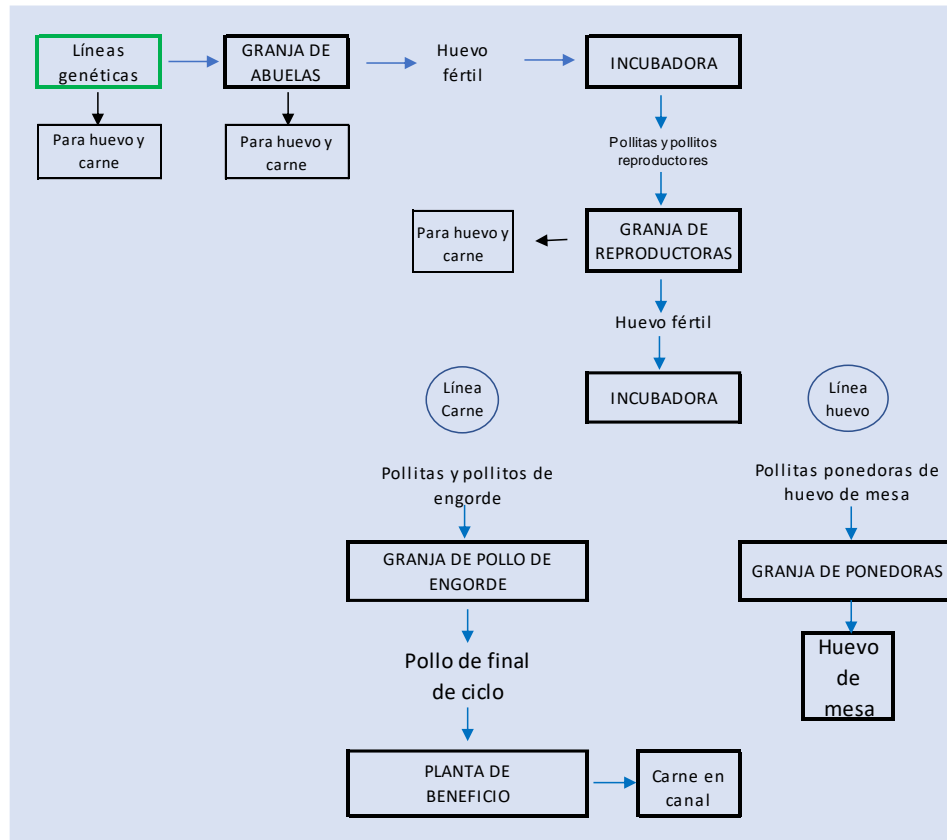 Líneas
genéticas
GRANJA DE
ABUELAS
Huevo
fértil
INCUBADORA
Para huevo y
carne
Para huevo y
carne
Pollitas y pollitos
reproductores
Para huevo y
carne
GRANJA DE
REPRODUCTORAS
Huevo fértil
INCUBADORA
Línea
Carne
Línea
huevo
Pollitas y pollitos de
engorde
Pollitas ponedoras de
huevo de mesa
GRANJA DE POLLO DE
ENGORDE
GRANJA DE PONEDORAS
Pollo de final
de ciclo
Huevo
de
mesa
PLANTA DE
BENEFICIO
Carne en
canal